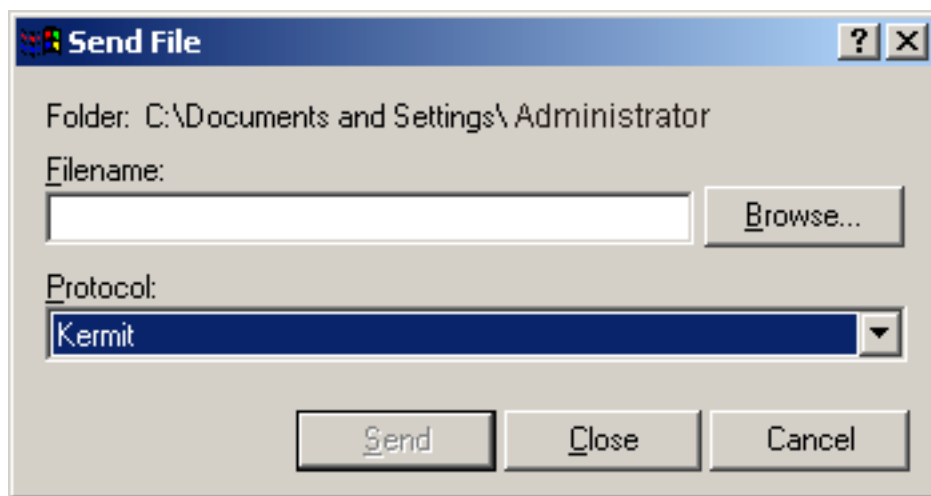 Send File
Folder: C:\Documents and Settings\ Administrator
Filename:
Browse...
Protocol:
Kermit
Send Close Cancel